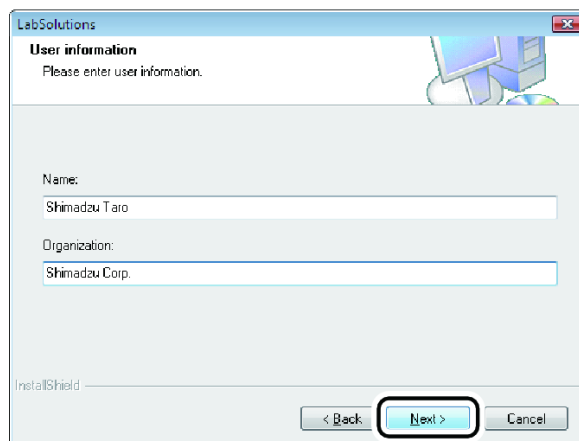 LabSolutions
User information
Please enter user information.
Name:
Shimadzu Taro
Organization:
Shimadzu Corp.
InstallShield
< Back
Next >
Cancel